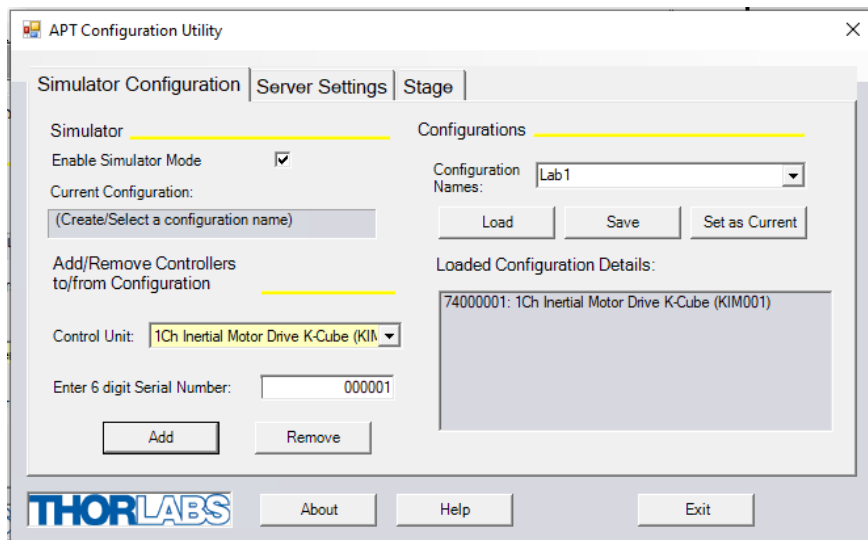 APT Configuration Utility
Simulator Configuration
Server Settings
Stage
Simulator
Enable Simulator Mode
Current Configuration:
(Create/Select a configuration name)
Add/Remove Controllers
to/from Configuration
Control Unit:
1Ch Inertial Motor Drive K-Cube (KIM
Enter 6 digit Serial Number:
000001
Add
Remove
Configurations
Configuration
Names:
Lab1
Load
Save
Set as Current
Loaded Configuration Details:
74000001: 1Ch Inertial Motor Drive K-Cube (KIM001)
THORLABS
About
Help
Exit